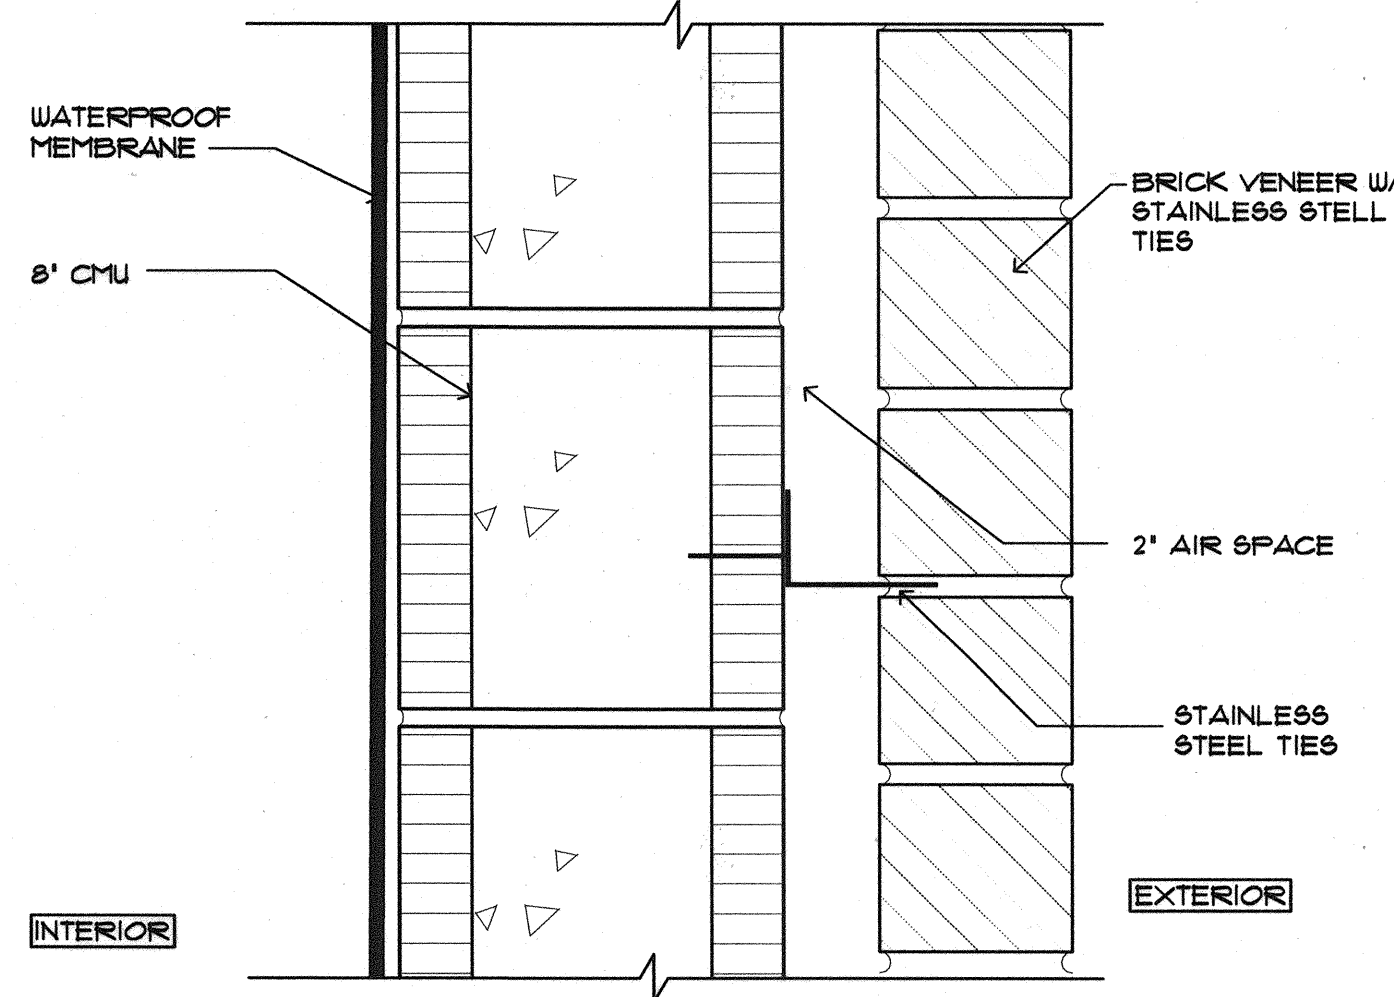 WATERPROOF
MEMBRANE
8" CMU
BRICK VENEER W/
STAINLESS STELL
TIES
2" AIR SPACE
STAINLESS
STEEL TIES
INTERIOR
EXTERIOR